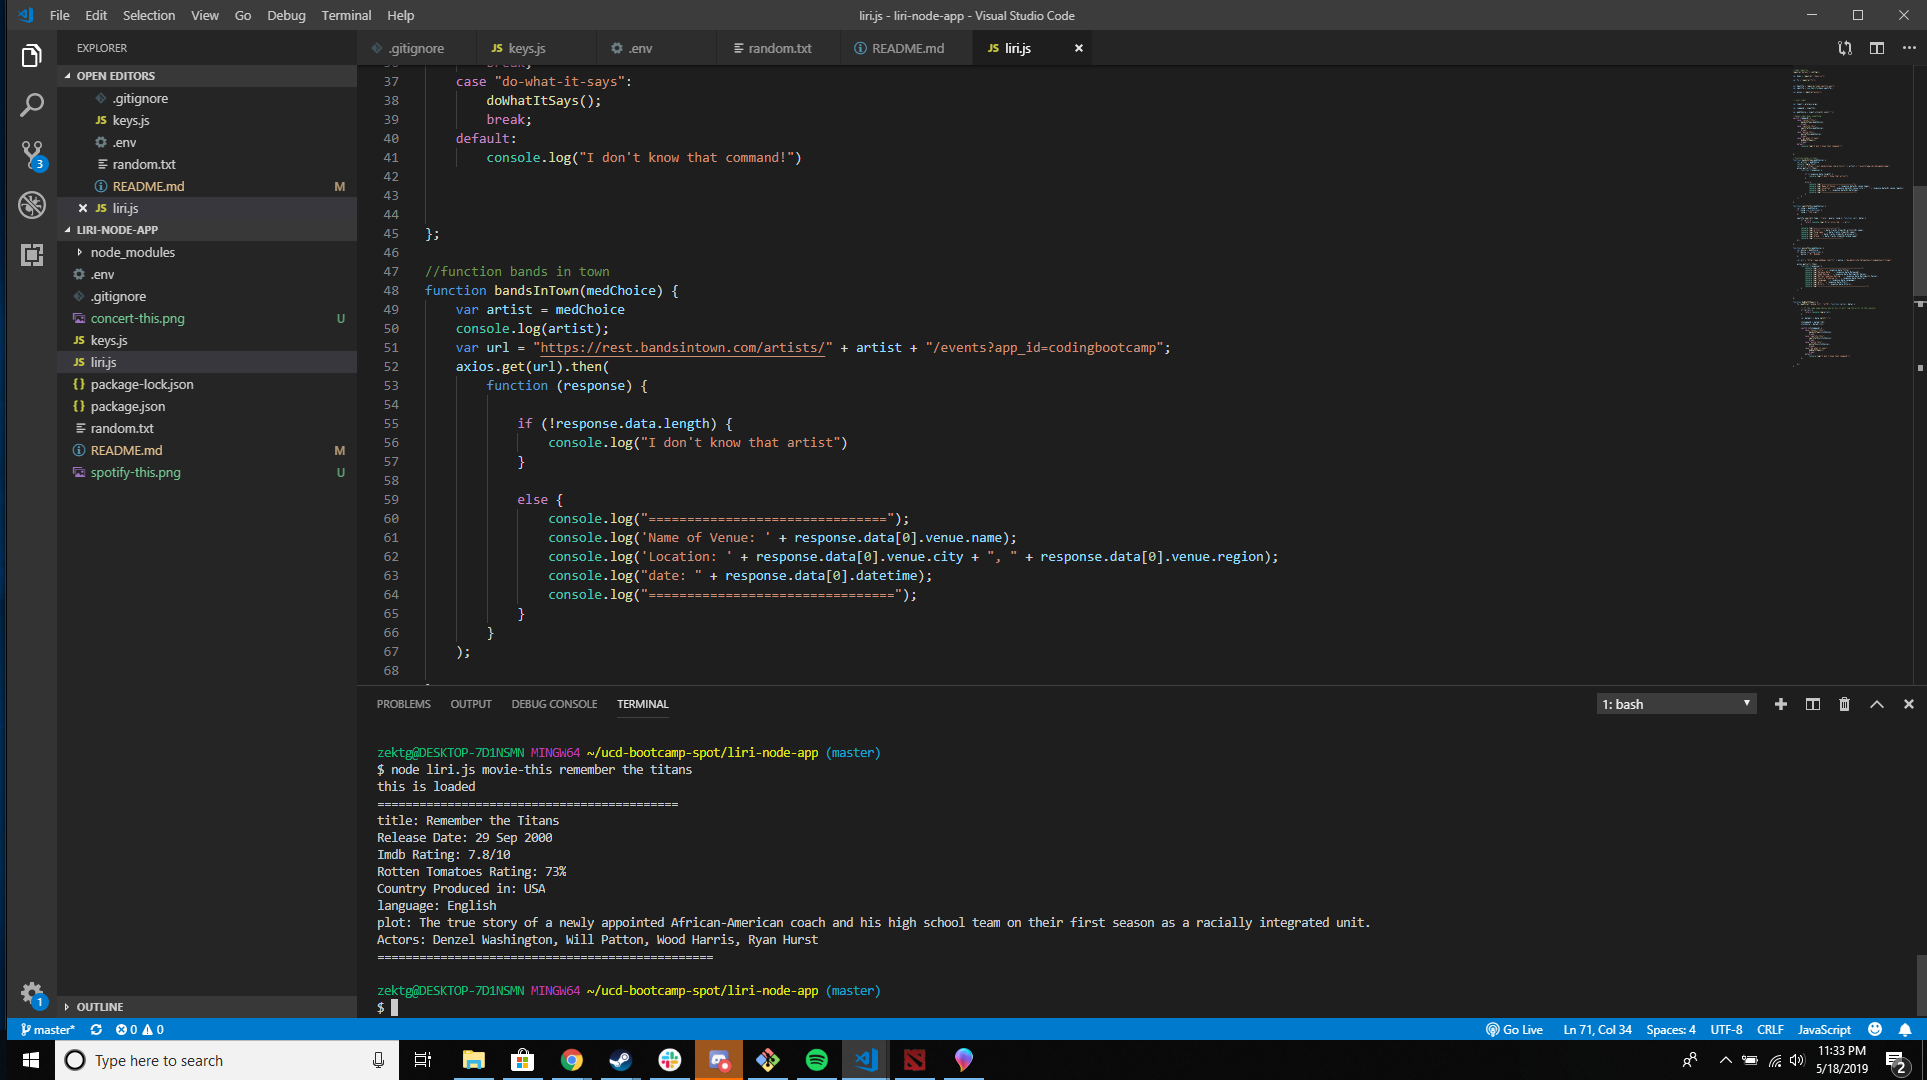 File Edit Selection View Go Debug Terminal Help
liri.js - liri-node-app - Visual Studio Code
EXPLORER
OPEN EDITORS
.gitignore
JS keys.js
.env
random.txt
README.md M
JS liri.js
LIRI-NODE-APP
node_modules
.env
.gitignore
concert-this.png U
JS keys.js
JS liri.js
{} package-lock.json
{} package.json
random.txt
README.md M
spotify-this.png U
OUTLINE
3
1
.gitignore JS keys.js .env random.txt README.md JS liri.js
37 case "do-what-it-says":
38 doWhatItSays();
39 break;
40 default:
41 console.log("I don't know that command!")
42
43
44
45 };
46
47 //function bands in town
48 function bandsInTown(medChoice) {
49 var artist = medChoice
50 console.log(artist);
51 var url = "https://rest.bandsintown.com/artists/" + artist + "/events?app_id=codingbootcamp";
52 axios.get(url).then(
53 function (response) {
54
55 if (!response.data.length) {
56 console.log("I don't know that artist")
57 }
58
59 else {
60 console.log("===============================");
61 console.log('Name of Venue: ' + response.data[0].venue.name);
62 console.log('Location: ' + response.data[0].venue.city + ", " + response.data[0].venue.region);
63 console.log("date: " + response.data[0].datetime);
64 console.log("================================");
65 }
66 }
67 );
68
PROBLEMS OUTPUT DEBUG CONSOLE TERMINAL
1: bash
zektg@DESKTOP-7D1NSMN MINGW64 ~/ucd-bootcamp-spot/liri-node-app (master)
$ node liri.js movie-this remember the titans
this is loaded
===========================================
title: Remember the Titans
Release Date: 29 Sep 2000
Imdb Rating: 7.8/10
Rotten Tomatoes Rating: 73%
Country Produced in: USA
language: English
plot: The true story of a newly appointed African-American coach and his high school team on their first season as a racially integrated unit.
Actors: Denzel Washington, Will Patton, Wood Harris, Ryan Hurst
================================================
zektg@DESKTOP-7D1NSMN MINGW64 ~/ucd-bootcamp-spot/liri-node-app (master)
$
master* 0 0 Go Live Ln 71, Col 34 Spaces: 4 UTF-8 CRLF JavaScript
Type here to search
11:33 PM
5/18/2019
2